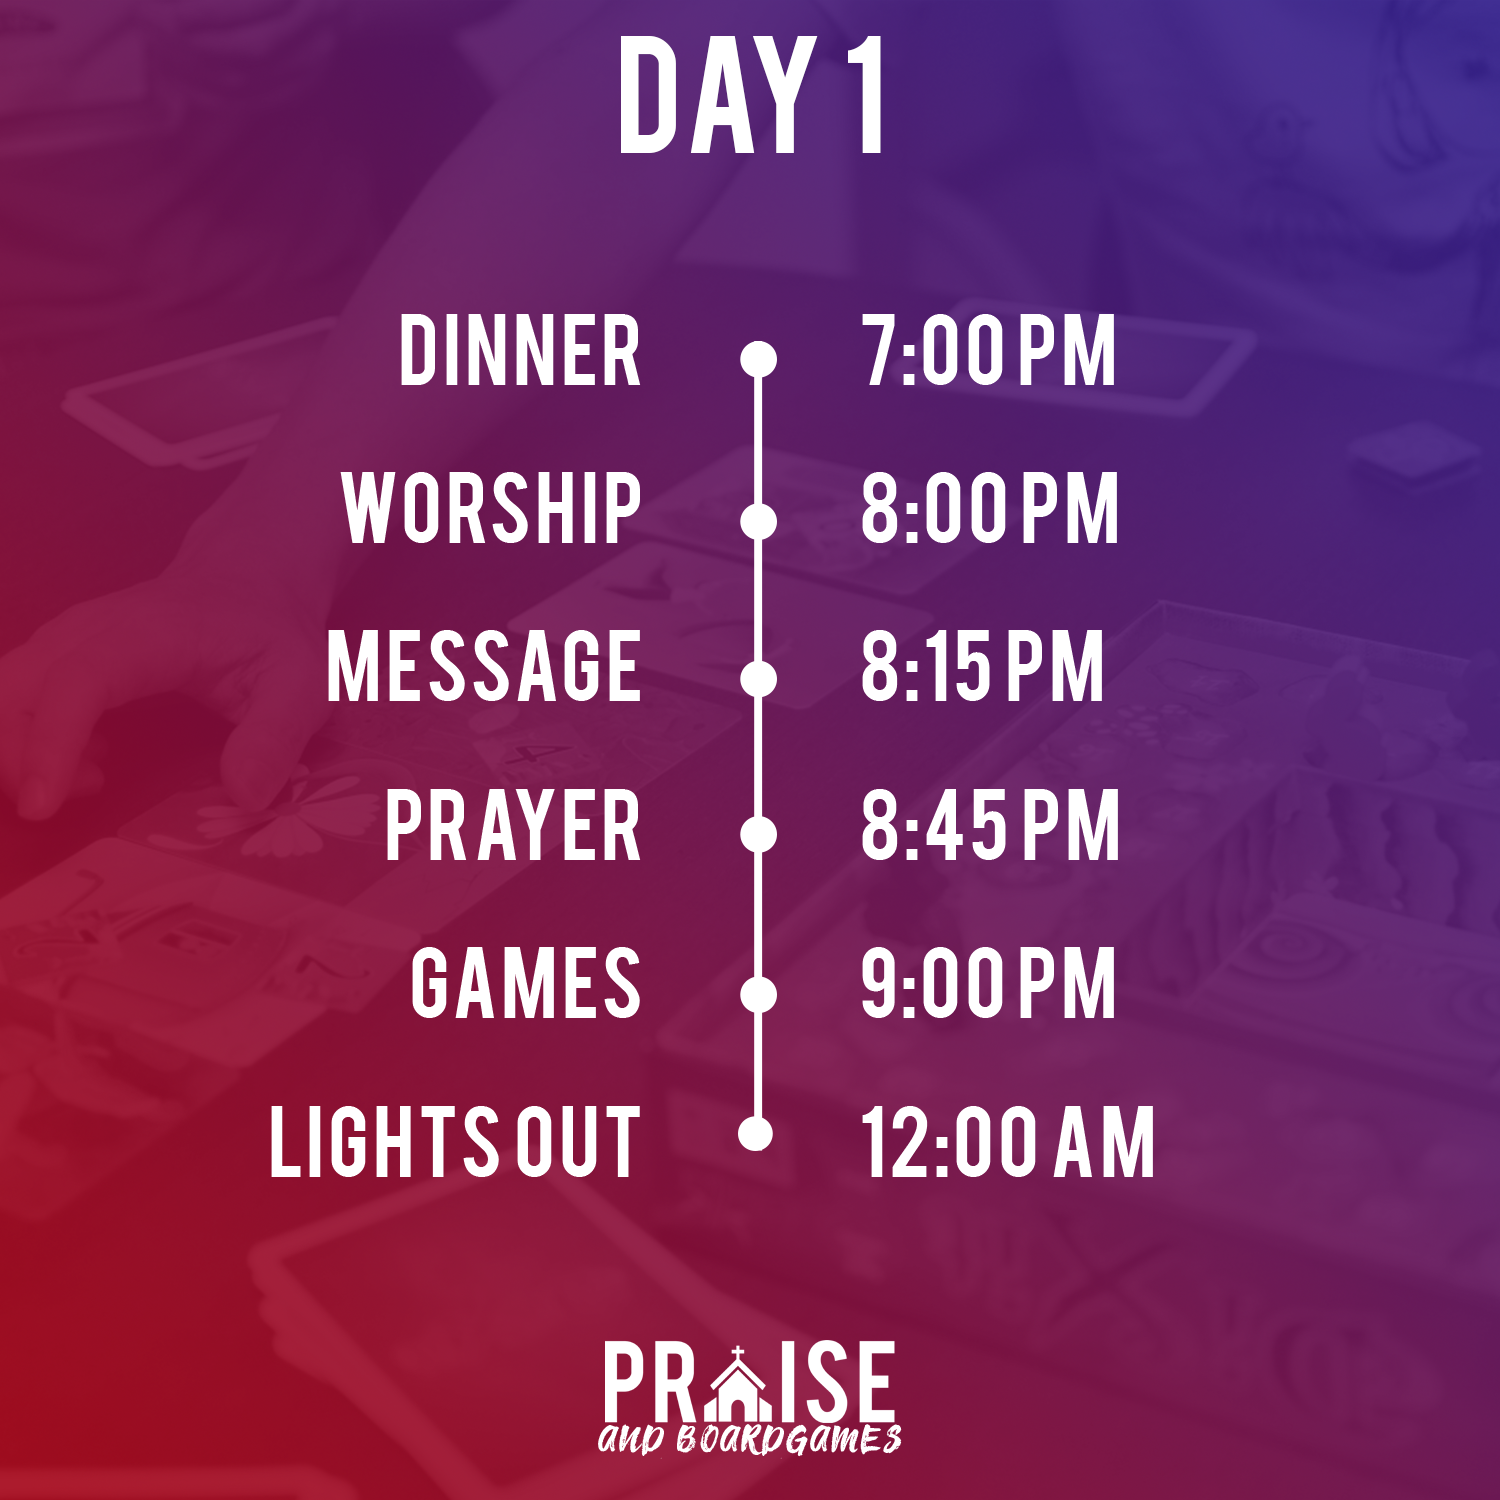 DAY 1
DINNER 7:00 PM
WORSHIP 8:00 PM
MESSAGE 8:15 PM
PRAYER 8:45 PM
GAMES 9:00 PM
LIGHTS OUT 12:00 AM
PRAISE
AND BOARDGAMES